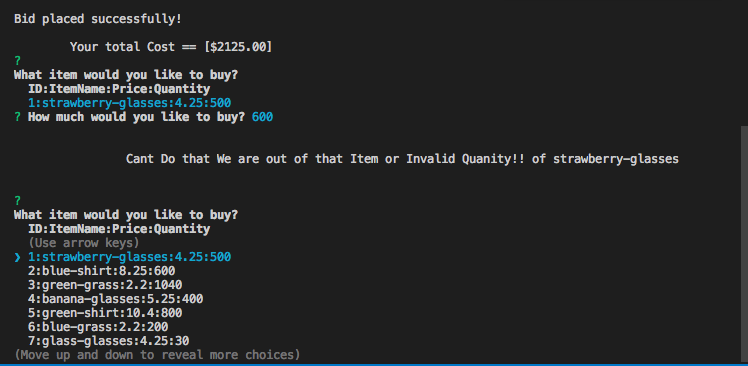 Bid placed successfully!
Your total Cost == [$2125.00]
?
What item would you like to buy?
ID:ItemName:Price:Quantity
1:strawberry-glasses:4.25:500
? How much would you like to buy? 600
Cant Do that We are out of that Item or Invalid Quanity!! of strawberry-glasses
?
What item would you like to buy?
ID:ItemName:Price:Quantity
(Use arrow keys)
❯ 1:strawberry-glasses:4.25:500
2:blue-shirt:8.25:600
3:green-grass:2.2:1040
4:banana-glasses:5.25:400
5:green-shirt:10.4:800
6:blue-grass:2.2:200
7:glass-glasses:4.25:30
(Move up and down to reveal more choices)